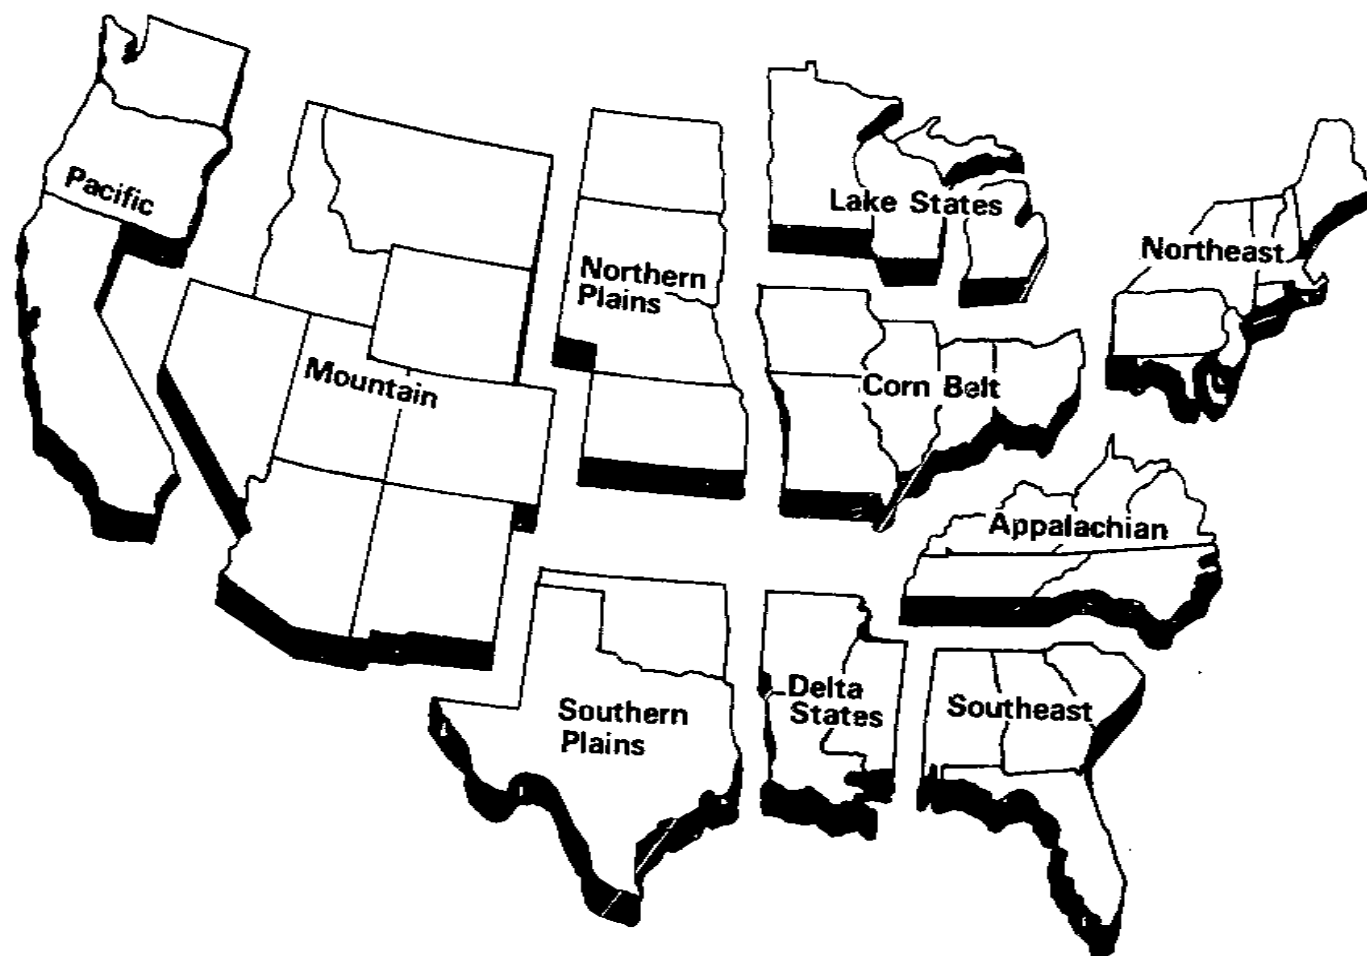 Pacific
Mountain
Northern
Plains
Lake States
Northeast
Corn Belt
Appalachian
Southern
Plains
Delta
States
Southeast